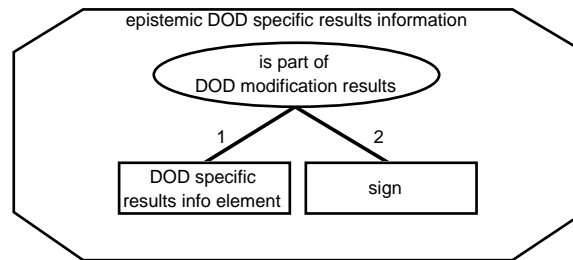 epistemic DOD specific results information
is part of
DOD modification results
1
2
DOD specific
results info element
sign